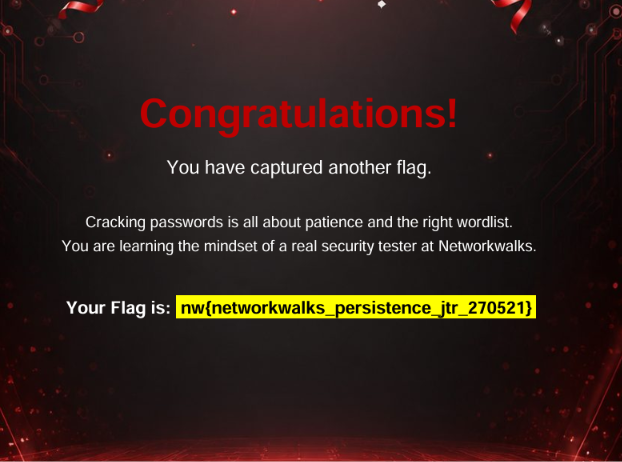 Congratulations!
You have captured another flag.
Cracking passwords is all about patience and the right wordlist.
You are learning the mindset of a real security tester at Networkwalks.
Your Flag is: nw{networkwalks_persistence_jtr_270521}